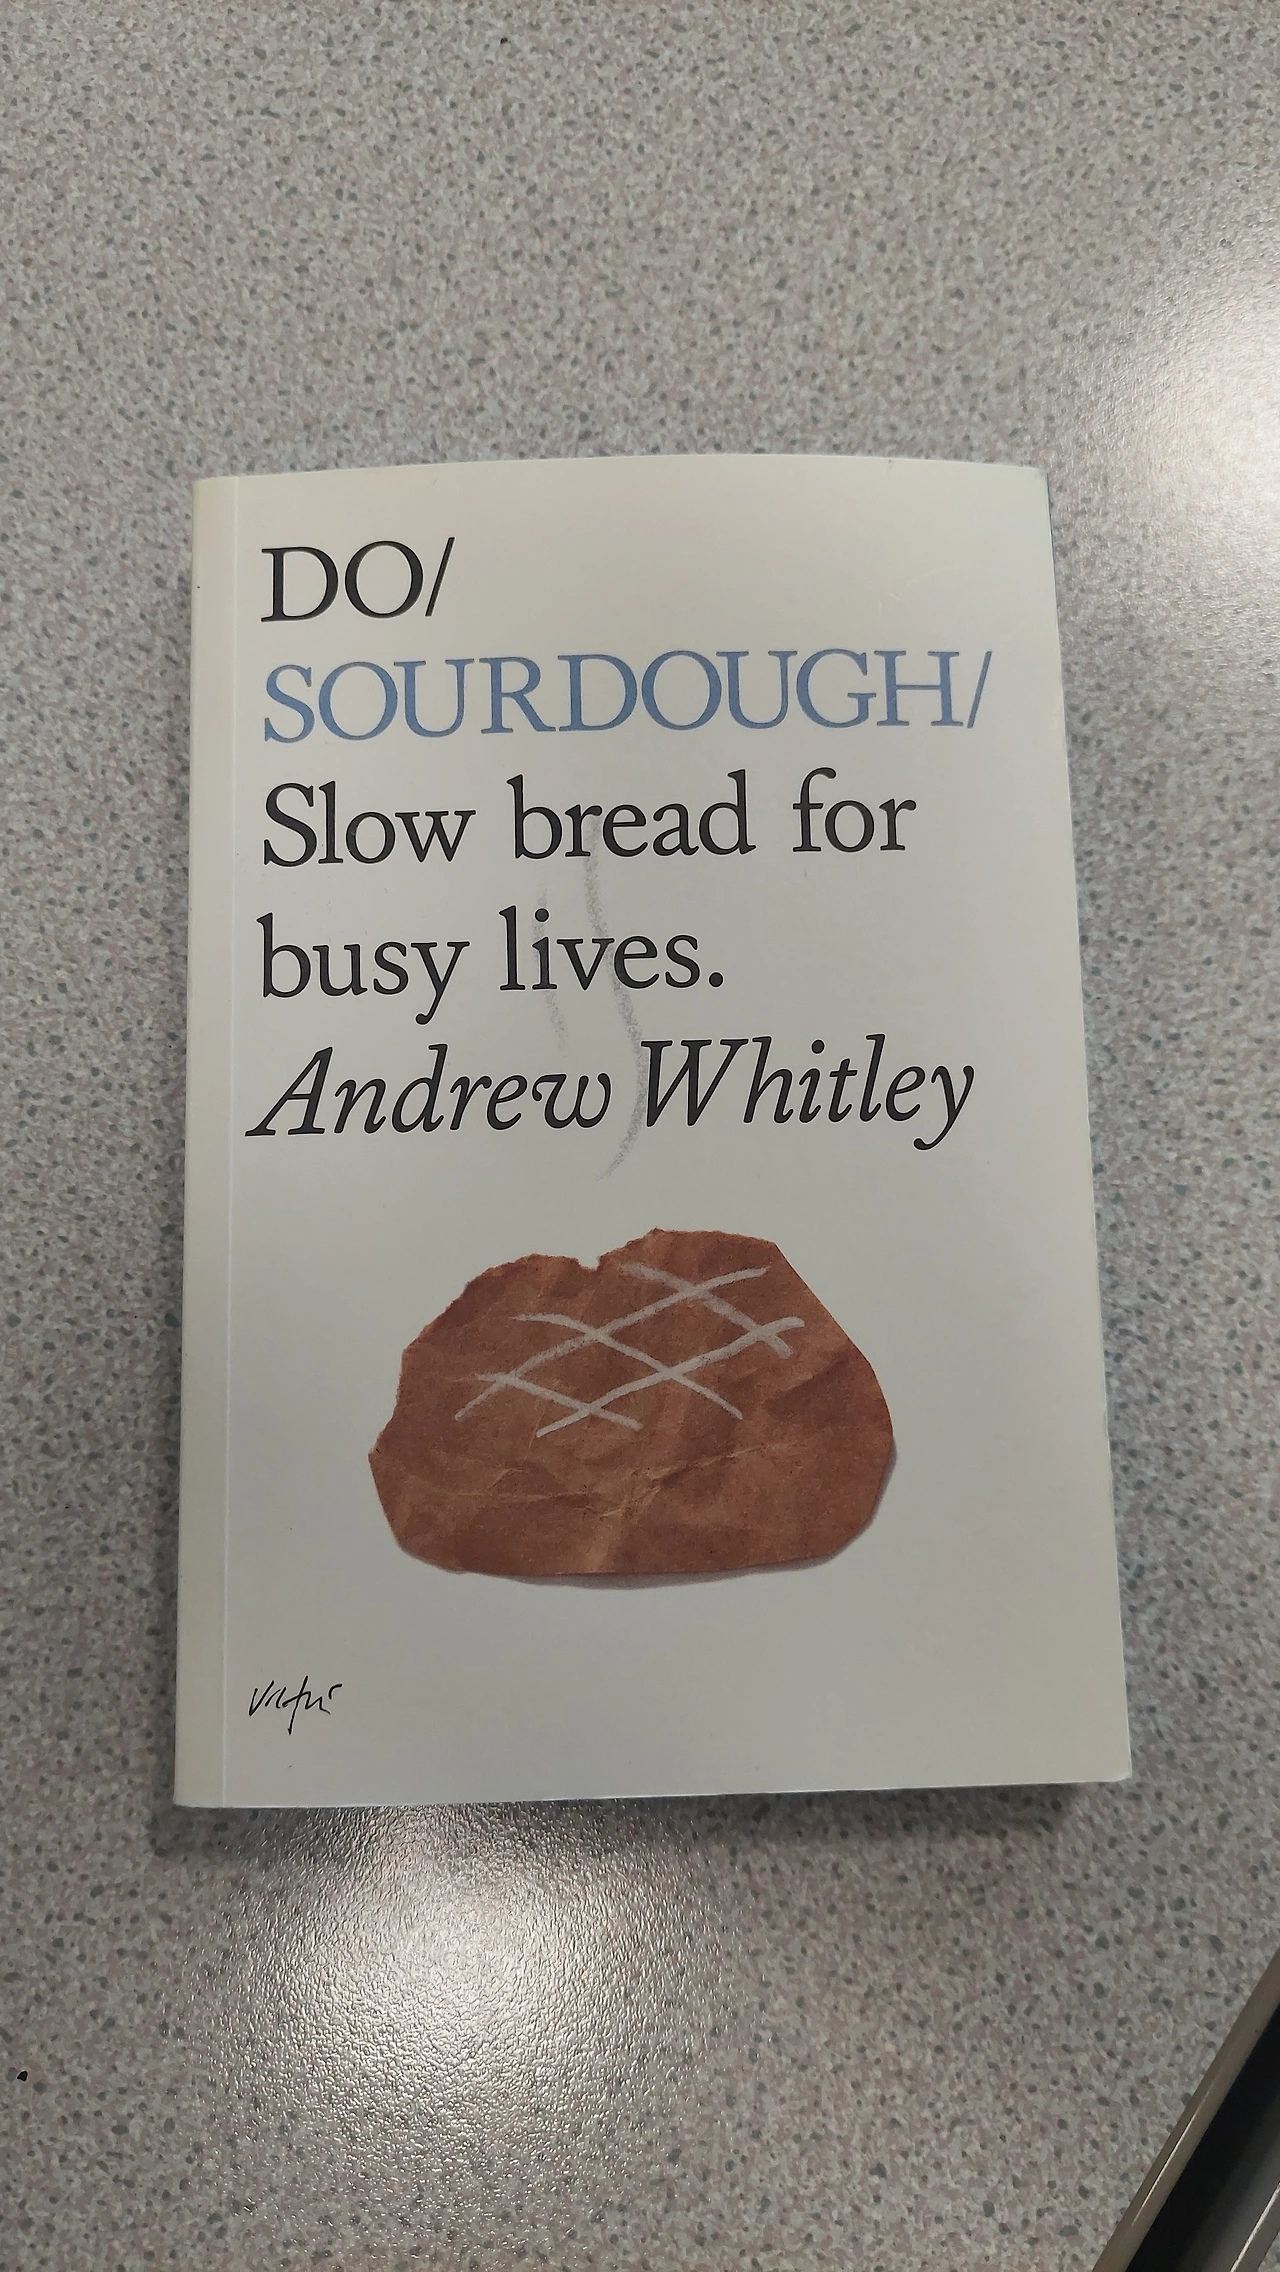 DO/
SOURDOUGH/
Slow bread for
busy lives.
Andrew Whitley